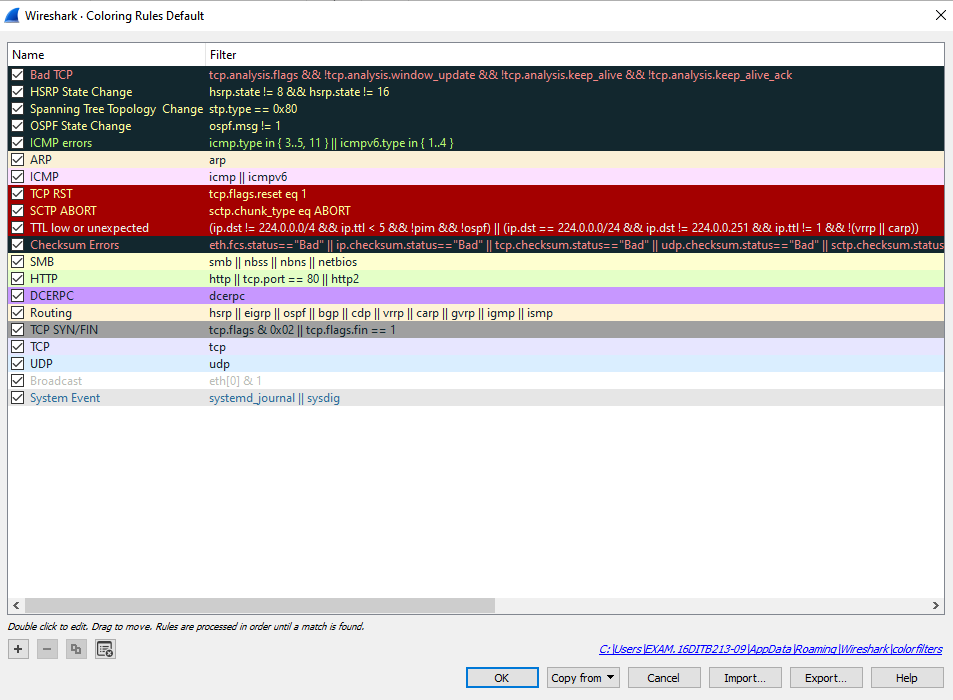 Wireshark · Coloring Rules Default
Name Filter
Bad TCP tcp.analysis.flags && !tcp.analysis.window_update && !tcp.analysis.keep_alive && !tcp.analysis.keep_alive_ack
HSRP State Change hsrp.state != 8 && hsrp.state != 16
Spanning Tree Topology  Change stp.type == 0x80
OSPF State Change ospf.msg != 1
ICMP errors icmp.type in { 3..5, 11 } || icmpv6.type in { 1..4 }
ARP arp
ICMP icmp || icmpv6
TCP RST tcp.flags.reset eq 1
SCTP ABORT sctp.chunk_type eq ABORT
TTL low or unexpected (ip.dst != 224.0.0.0/4 && ip.ttl < 5 && !pim && !ospf) || (ip.dst == 224.0.0.0/24 && ip.dst != 224.0.0.251 && ip.ttl != 1 && !(vrrp || carp))
Checksum Errors eth.fcs.status=="Bad" || ip.checksum.status=="Bad" || tcp.checksum.status=="Bad" || udp.checksum.status=="Bad" || sctp.checksum.status
SMB smb || nbss || nbns || netbios
HTTP http || tcp.port == 80 || http2
DCERPC dcerpc
Routing hsrp || eigrp || ospf || bgp || cdp || vrrp || carp || gvrp || igmp || ismp
TCP SYN/FIN tcp.flags & 0x02 || tcp.flags.fin == 1
TCP tcp
UDP udp
Broadcast eth[0] & 1
System Event systemd_journal || sysdig
Double click to edit. Drag to move. Rules are processed in order until a match is found.
C:\Users\EXAM.16DITB213-09\AppData\Roaming\Wireshark\colorfilters
OK Copy from Cancel Import... Export... Help